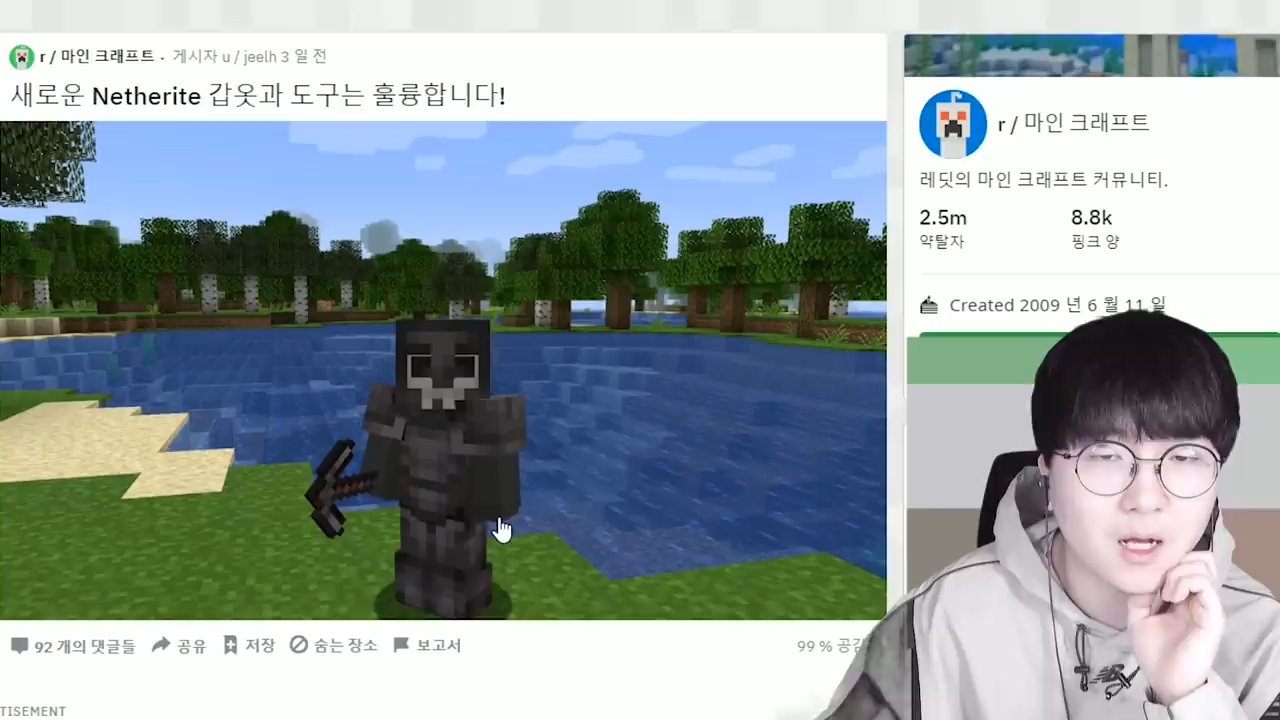 r / 마인 크래프트 · 게시자 u / jeelh 3 일 전
새로운 Netherite 갑옷과 도구는 훌륭합니다!
92 개의 댓글들 공유 저장 숨는 장소 보고서 99 % 공감
TISEMENT
r / 마인 크래프트
레딧의 마인 크래프트 커뮤니티.
2.5m 8.8k
약탈자 핑크 양
Created 2009 년 6 월 11 일